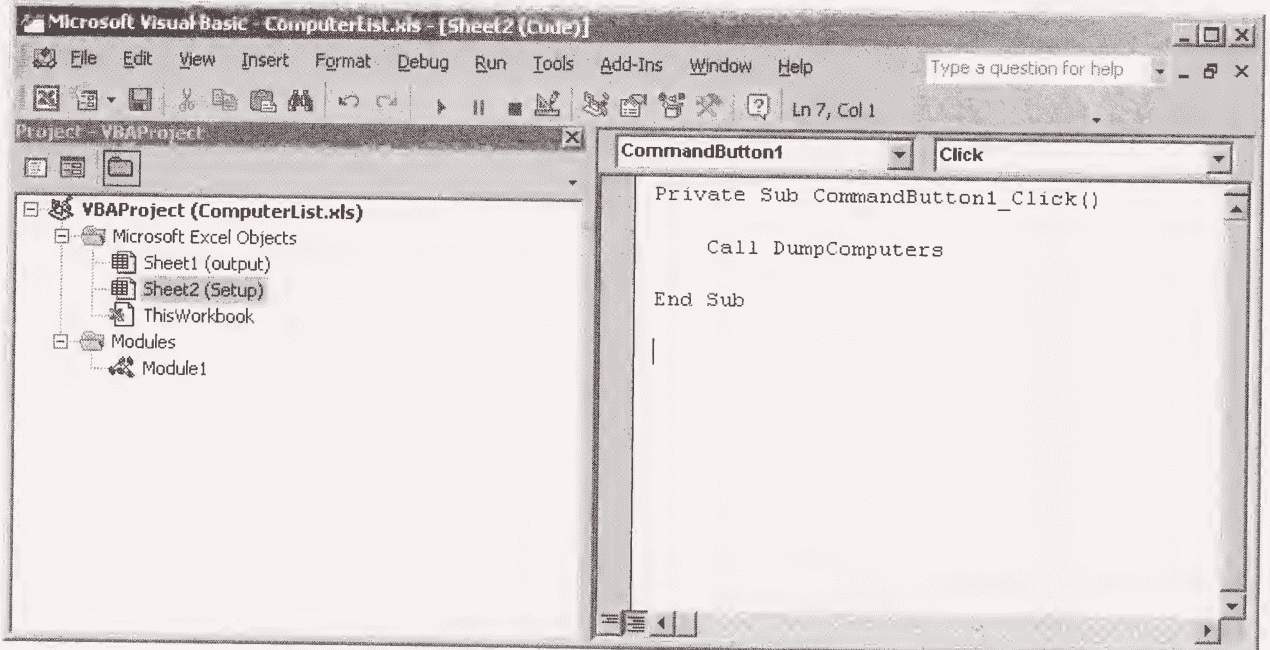 Microsoft Visual Basic - ComputerList.xls - [Sheet2 (Code)]
File Edit View Insert Format Debug Run Tools Add-Ins Window Help Type a question for help
Ln 7, Col 1
Project - VBAProject
CommandButton1 Click
VBAProject (ComputerList.xls)
Microsoft Excel Objects
Sheet1 (output)
Sheet2 (Setup)
ThisWorkbook
Modules
Module1
Private Sub CommandButton1_Click()
Call DumpComputers
End Sub